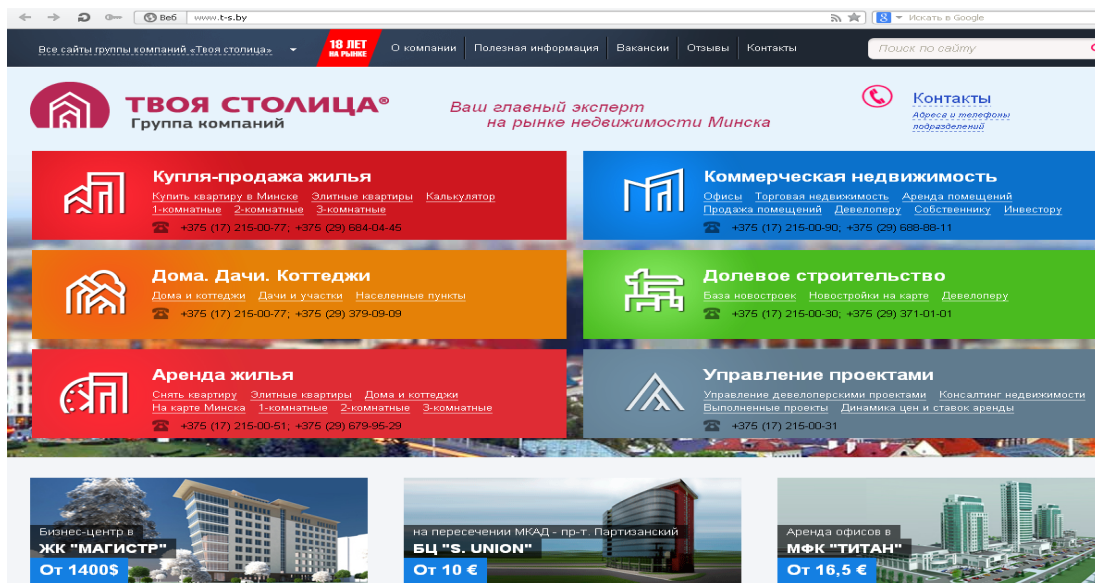 Веб www.t-s.by
Искать в Google
Все сайты группы компаний «Твоя столица»
18 ЛЕТ
НА РЫНКЕ
О компании Полезная информация Вакансии Отзывы Контакты
Поиск по сайту
ТВОЯ СТОЛИЦА®
Группа компаний
Ваш главный эксперт
на рынке недвижимости Минска
Контакты
Адреса и телефоны
подразделений
Купля-продажа жилья
Купить квартиру в Минске Элитные квартиры Калькулятор
1-комнатные 2-комнатные 3-комнатные
+375 (17) 215-00-77; +375 (29) 684-04-45
Коммерческая недвижимость
Офисы Торговая недвижимость Аренда помещений
Продажа помещений Девелоперу Собственнику Инвестору
+375 (17) 215-00-90; +375 (29) 688-88-11
Дома. Дачи. Коттеджи
Дома и коттеджи Дачи и участки Населенные пункты
+375 (17) 215-00-77; +375 (29) 379-09-09
Долевое строительство
База новостроек Новостройки на карте Девелоперу
+375 (17) 215-00-30; +375 (29) 371-01-01
Аренда жилья
Снять квартиру Элитные квартиры Дома и коттеджи
На карте Минска 1-комнатные 2-комнатные 3-комнатные
+375 (17) 215-00-51; +375 (29) 679-95-29
Управление проектами
Управление девелоперскими проектами Консалтинг недвижимости
Выполненные проекты Динамика цен и ставок аренды
+375 (17) 215-00-31
Бизнес-центр в
ЖК "МАГИСТР"
От 1400$
на пересечении МКАД - пр-т. Партизанский
БЦ "S. UNION"
От 10 €
Аренда офисов в
МФК "ТИТАН"
От 16,5 €